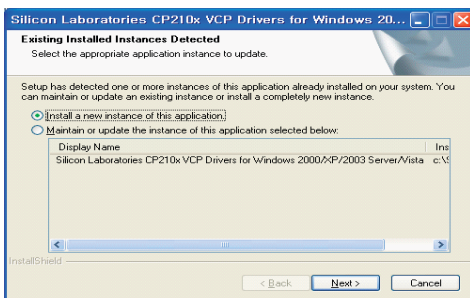 Silicon Laboratories CP210x VCP Drivers for Windows 20...
Existing Installed Instances Detected
Select the appropriate application instance to update.
Setup has detected one or more instances of this application already installed on your system. You
can maintain or update an existing instance or install a completely new instance.
Install a new instance of this application.
Maintain or update the instance of this application selected below:
Display Name Ins
Silicon Laboratories CP210x VCP Drivers for Windows 2000/XP/2003 Server/Vista c:\S
InstallShield
< Back Next > Cancel